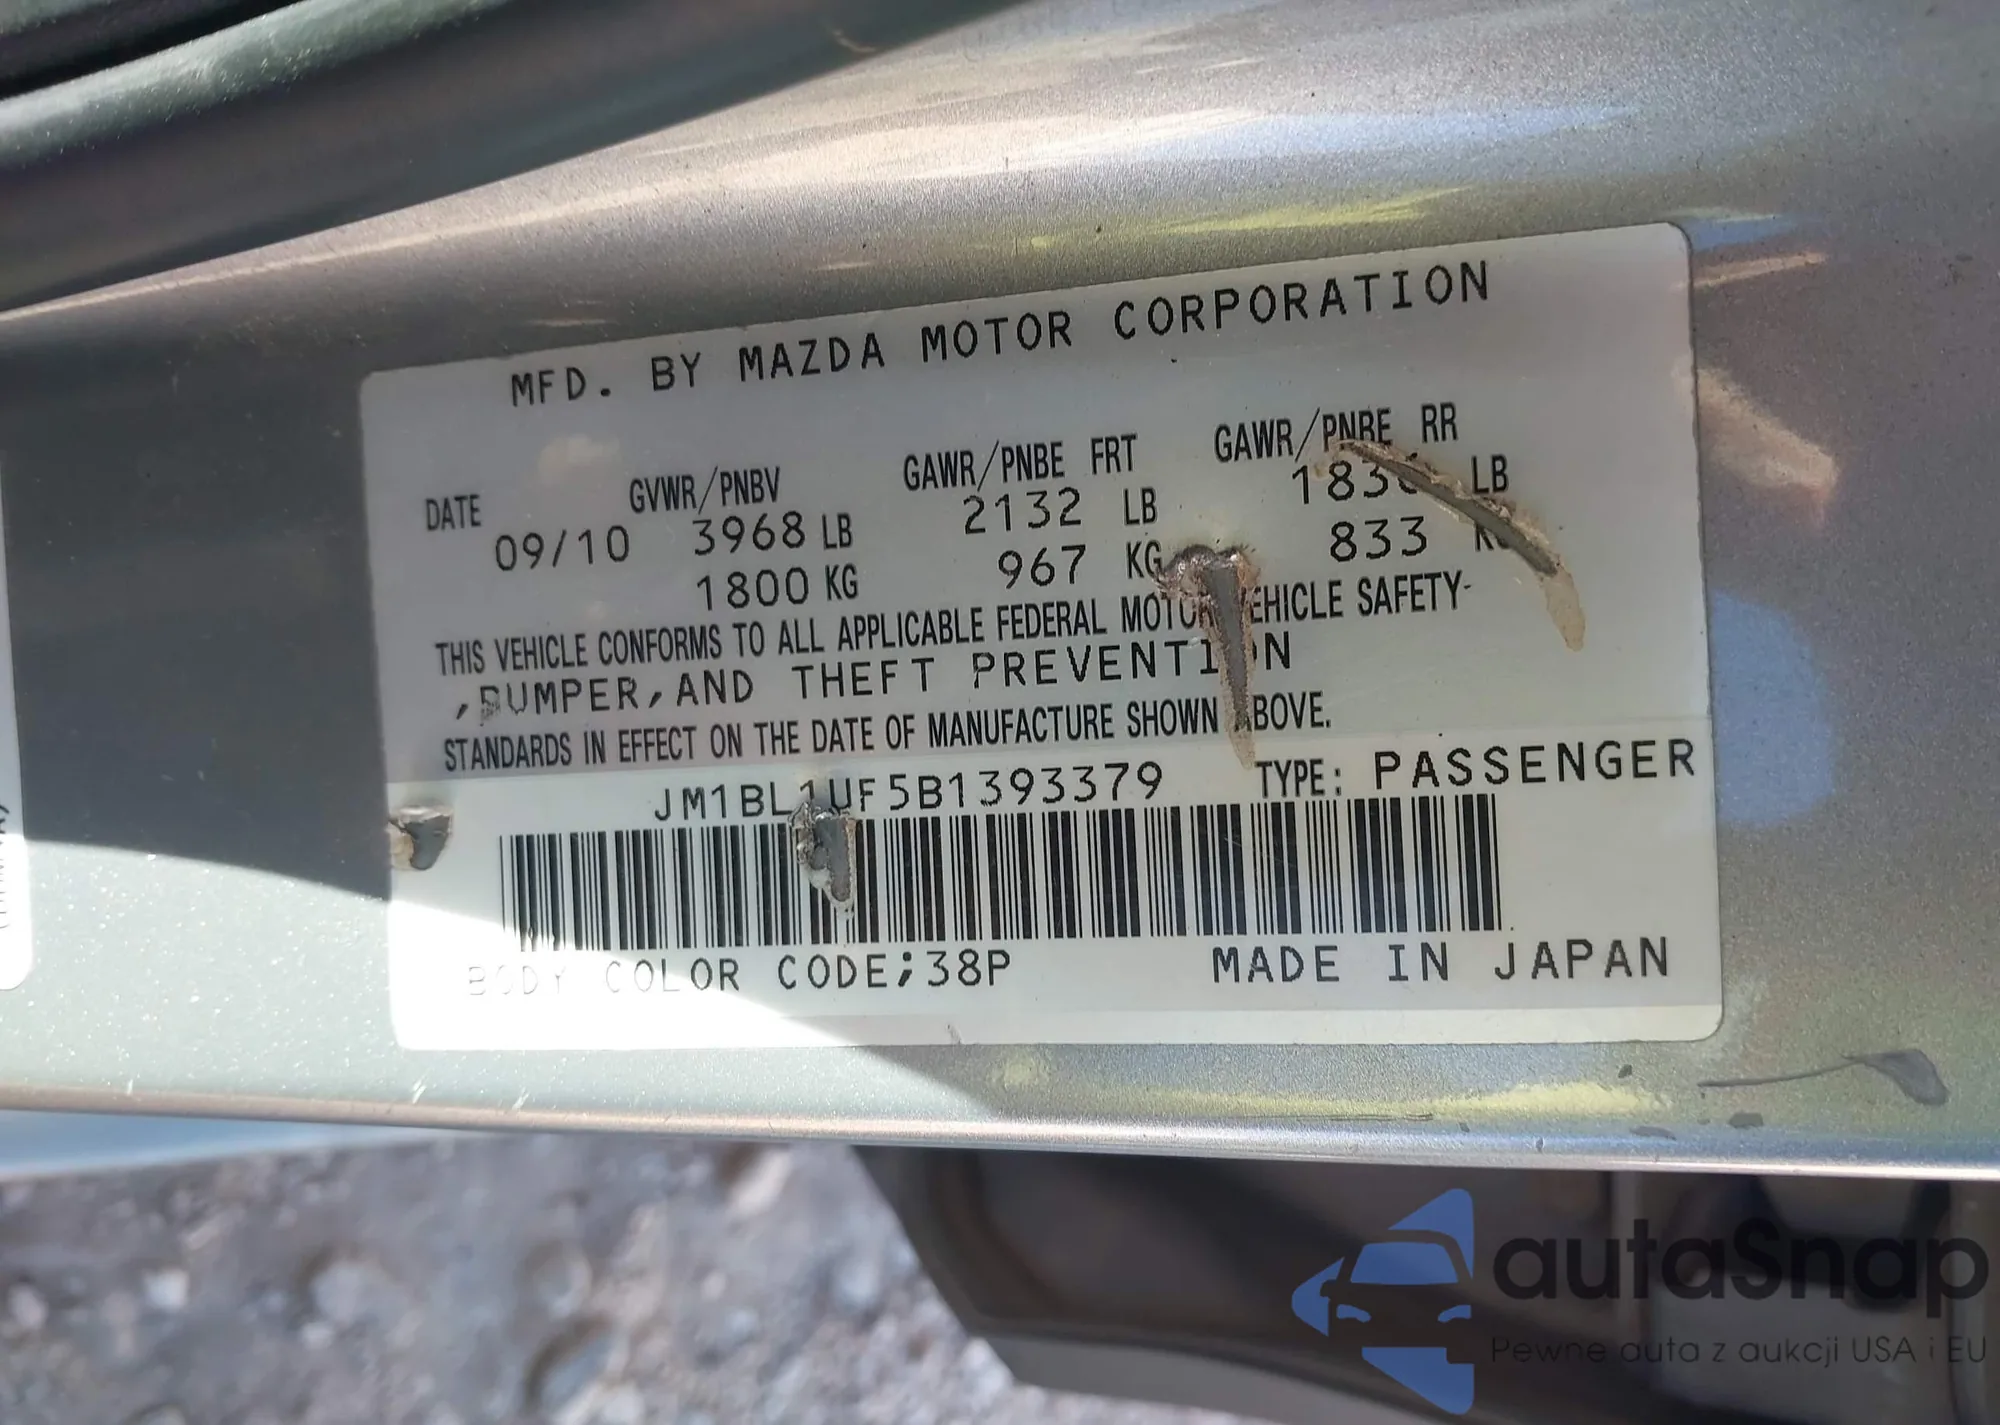 MFD. BY MAZDA MOTOR CORPORATION
DATE GVWR/PNBV GAWR/PNBE FRT GAWR/PNBE RR
09/10 3968 LB 2132 LB LB
1800 KG 967 KG 833
THIS VEHICLE CONFORMS TO ALL APPLICABLE FEDERAL MOTOR VEHICLE SAFETY-
,BUMPER,AND THEFT PREVENTION
STANDARDS IN EFFECT ON THE DATE OF MANUFACTURE SHOWN ABOVE.
JM1BL1UF5B1393379 TYPE: PASSENGER
BODY COLOR CODE;38P MADE IN JAPAN
autaSnap
Pewne auta z aukcji USA i EU